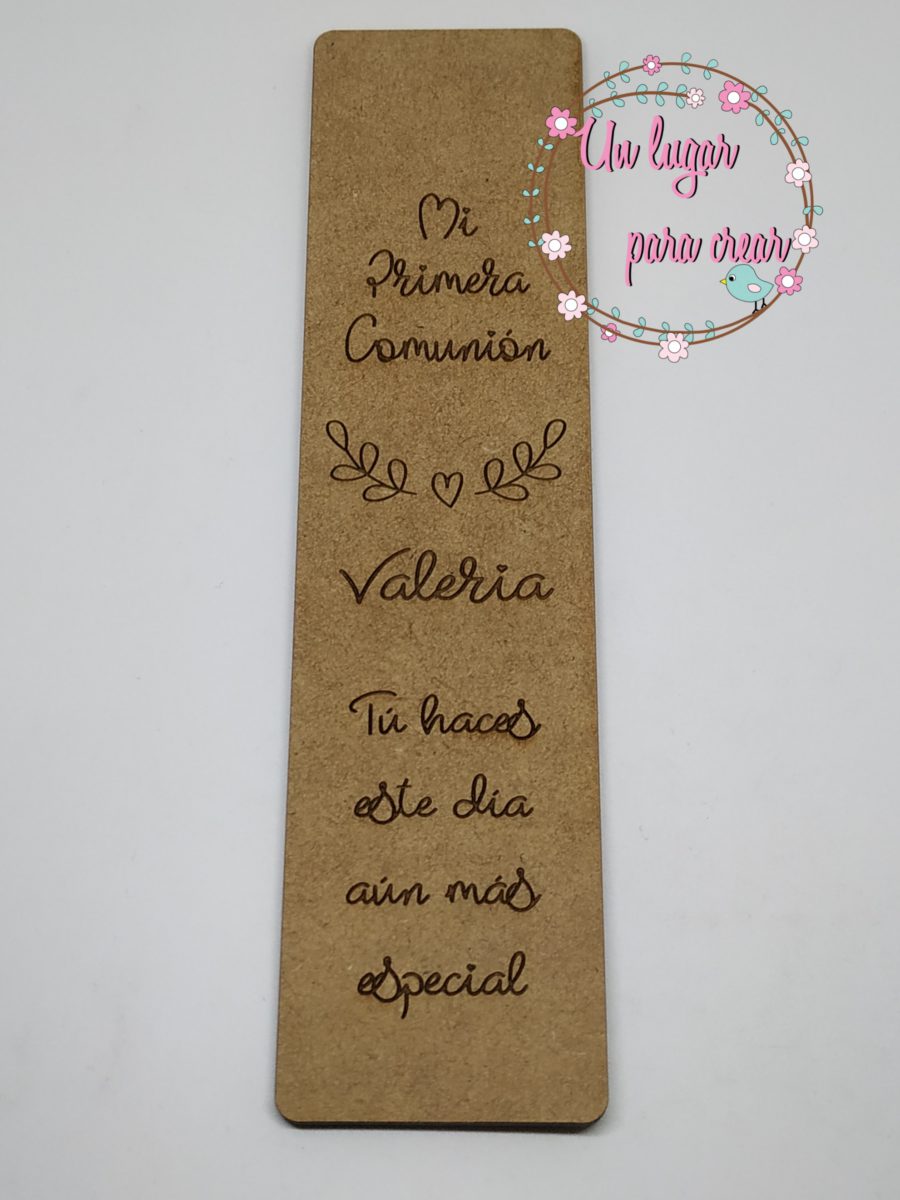 Un lugar
para crear
Mi
Primera
Comunión
Valeria
Tú haces
este día
aún más
especial